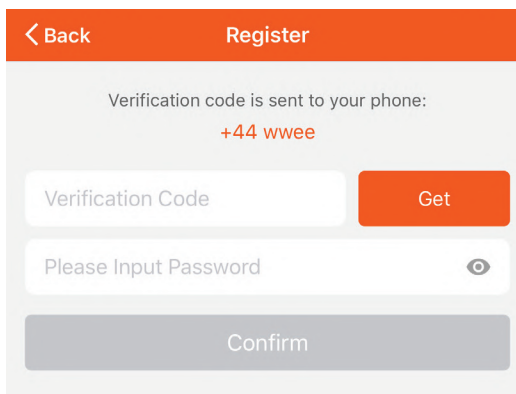 Back
Register
Verification code is sent to your phone:
+44 wwee
Verification Code
Get
Please Input Password
Confirm